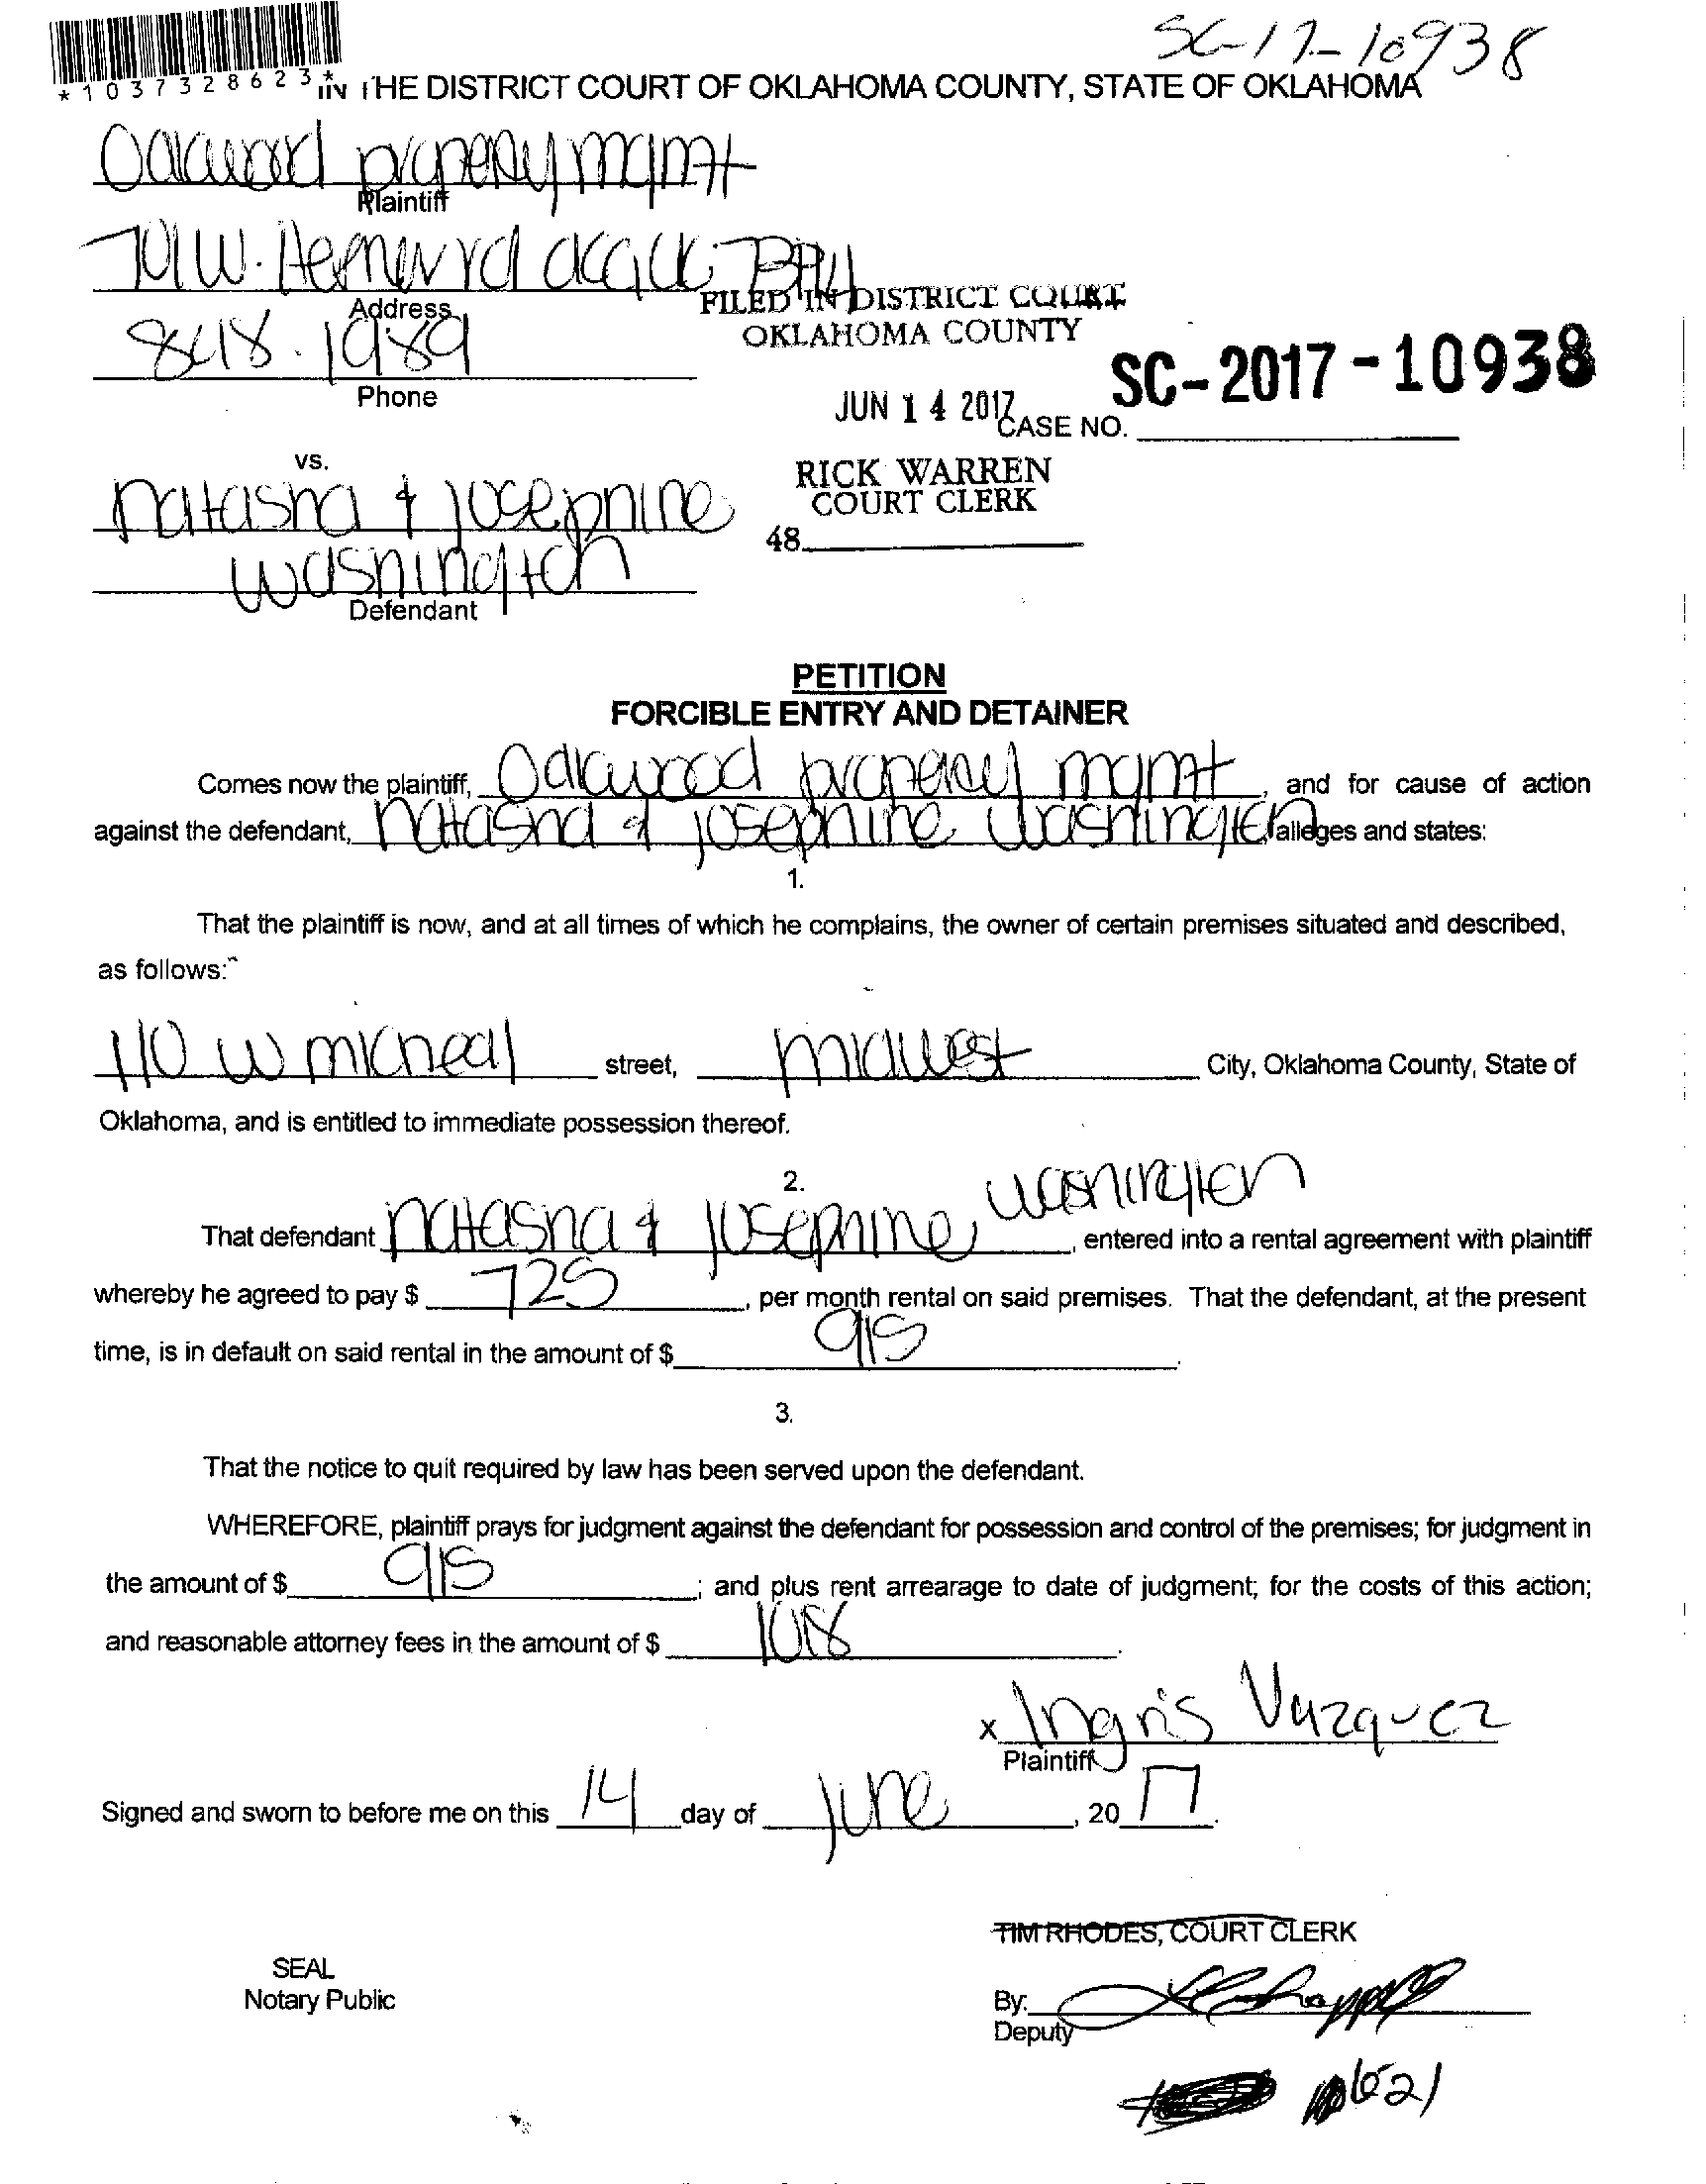 SC-17-10938
*1037328623*
IN THE DISTRICT COURT OF OKLAHOMA COUNTY, STATE OF OKLAHOMA
Oakwood property mgmt
Plaintiff
W. rd
Address
FILED IN DISTRICT COURT
OKLAHOMA COUNTY
848.1989
Phone
SC-2017-10938
JUN 14 2017
CASE NO.
vs.
RICK WARREN
COURT CLERK
natasha & josephine
48
washington
Defendant
PETITION
FORCIBLE ENTRY AND DETAINER
Comes now the plaintiff, Oakwood property mgmt, and for cause of action
against the defendant, natasha & josephine washington alleges and states:
1.
That the plaintiff is now, and at all times of which he complains, the owner of certain premises situated and described,
as follows:
110 w micheal street, midwest City, Oklahoma County, State of
Oklahoma, and is entitled to immediate possession thereof.
2.
That defendant natasha & josephine washington, entered into a rental agreement with plaintiff
whereby he agreed to pay $ 725, per month rental on said premises. That the defendant, at the present
time, is in default on said rental in the amount of $ 915.
3.
That the notice to quit required by law has been served upon the defendant.
WHEREFORE, plaintiff prays for judgment against the defendant for possession and control of the premises; for judgment in
the amount of $ 915; and plus rent arrearage to date of judgment; for the costs of this action;
and reasonable attorney fees in the amount of $ 108.
x Ingris Vazquez
Plaintiff
Signed and sworn to before me on this 14 day of june, 20 17.
TIM RHODES, COURT CLERK
SEAL
Notary Public
By:
Deputy